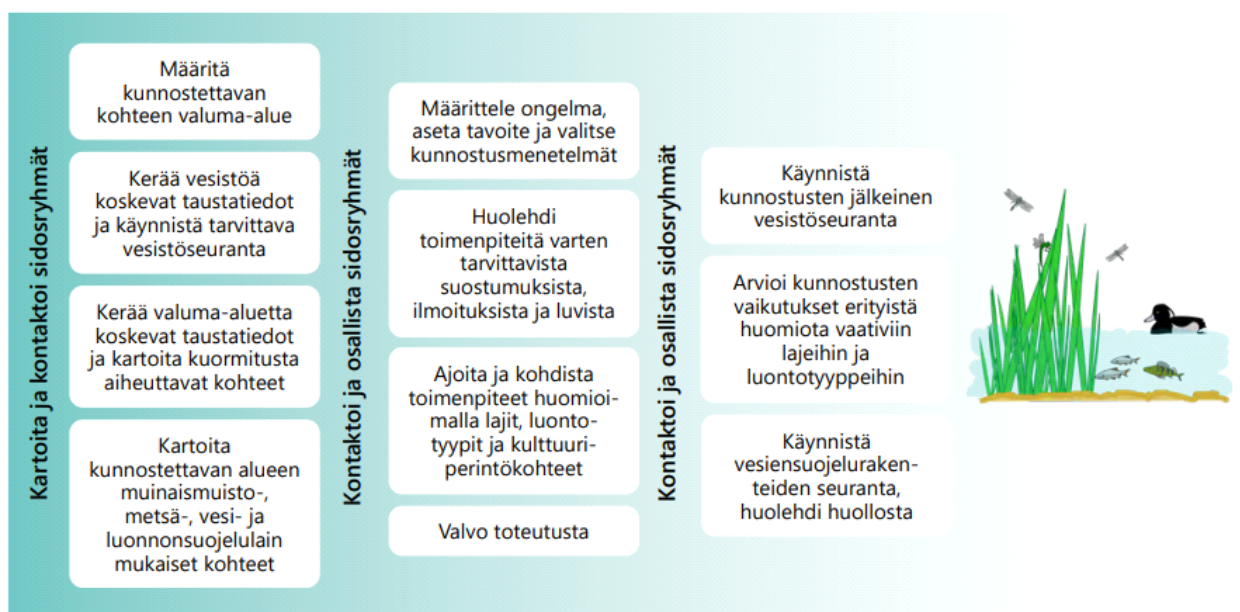 Kartoita ja kontaktoi sidosryhmät
Määritä
kunnostettavan
kohteen valuma-alue
Kerää vesistöä
koskevat taustatiedot
ja käynnistä tarvittava
vesistöseuranta
Kerää valuma-aluetta
koskevat taustatiedot
ja kartoita kuormitusta
aiheuttavat kohteet
Kartoita
kunnostettavan alueen
muinaismuisto-,
metsä-, vesi- ja
luonnonsuojelulain
mukaiset kohteet
Kontaktoi ja osallista sidosryhmät
Määrittele ongelma,
aseta tavoite ja valitse
kunnostusmenetelmät
Huolehdi
toimenpiteitä varten
tarvittavista
suostumuksista,
ilmoituksista ja luvista
Ajoita ja kohdista
toimenpiteet huomioi-
malla lajit, luonto-
tyypit ja kulttuuri-
perintökohteet
Valvo toteutusta
Kontaktoi ja osallista sidosryhmät
Käynnistä
kunnostusten jälkeinen
vesistöseuranta
Arvioi kunnostusten
vaikutukset erityistä
huomiota vaativiin
lajeihin ja
luontotyyppeihin
Käynnistä
vesiensuojeluraken-
teiden seuranta,
huolehdi huollosta